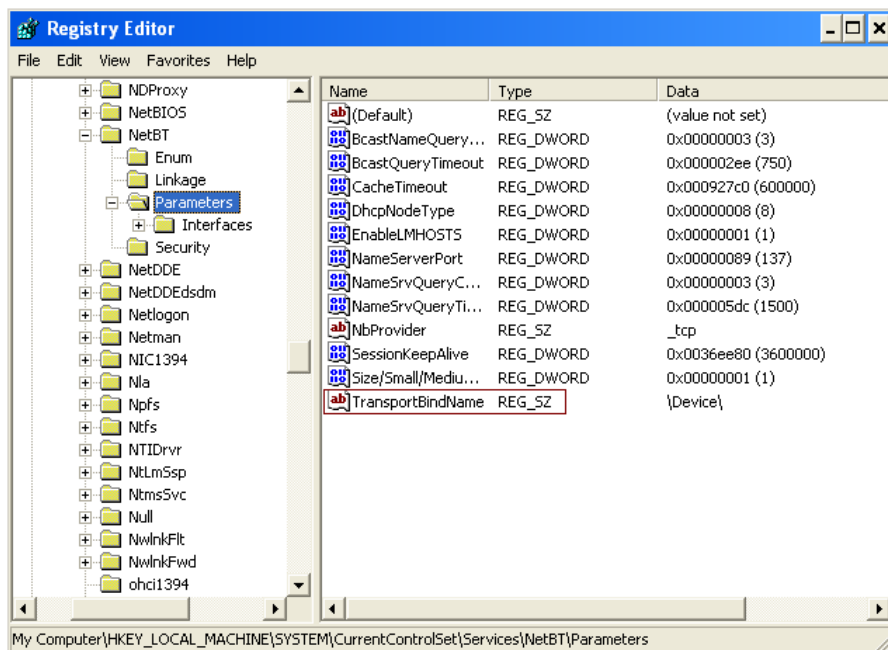 Registry Editor
File Edit View Favorites Help
NDProxy
NetBIOS
NetBT
Enum
Linkage
Parameters
Interfaces
Security
NetDDE
NetDDEdsdm
Netlogon
Netman
NIC1394
Nla
Npfs
Ntfs
NTIDrvr
NtLmSsp
NtmsSvc
Null
NwlnkFlt
NwlnkFwd
ohci1394
Name Type Data
(Default) REG_SZ (value not set)
BcastNameQuery... REG_DWORD 0x00000003 (3)
BcastQueryTimeout REG_DWORD 0x000002ee (750)
CacheTimeout REG_DWORD 0x000927c0 (600000)
DhcpNodeType REG_DWORD 0x00000008 (8)
EnableLMHOSTS REG_DWORD 0x00000001 (1)
NameServerPort REG_DWORD 0x00000089 (137)
NameSrvQueryC... REG_DWORD 0x00000003 (3)
NameSrvQueryTi... REG_DWORD 0x000005dc (1500)
NbProvider REG_SZ _tcp
SessionKeepAlive REG_DWORD 0x0036ee80 (3600000)
Size/Small/Mediu... REG_DWORD 0x00000001 (1)
TransportBindName REG_SZ \Device\
My Computer\HKEY_LOCAL_MACHINE\SYSTEM\CurrentControlSet\Services\NetBT\Parameters